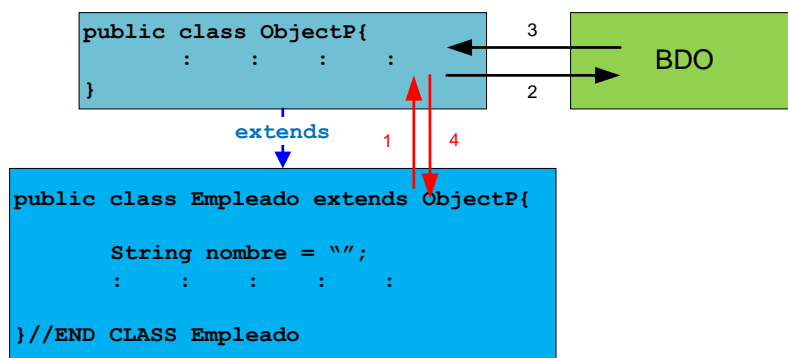 public class ObjectP{
: : : :
}
3
2
BDO
extends
1
4
public class Empleado extends ObjectP{
String nombre = “”;
: : : : :
}//END CLASS Empleado